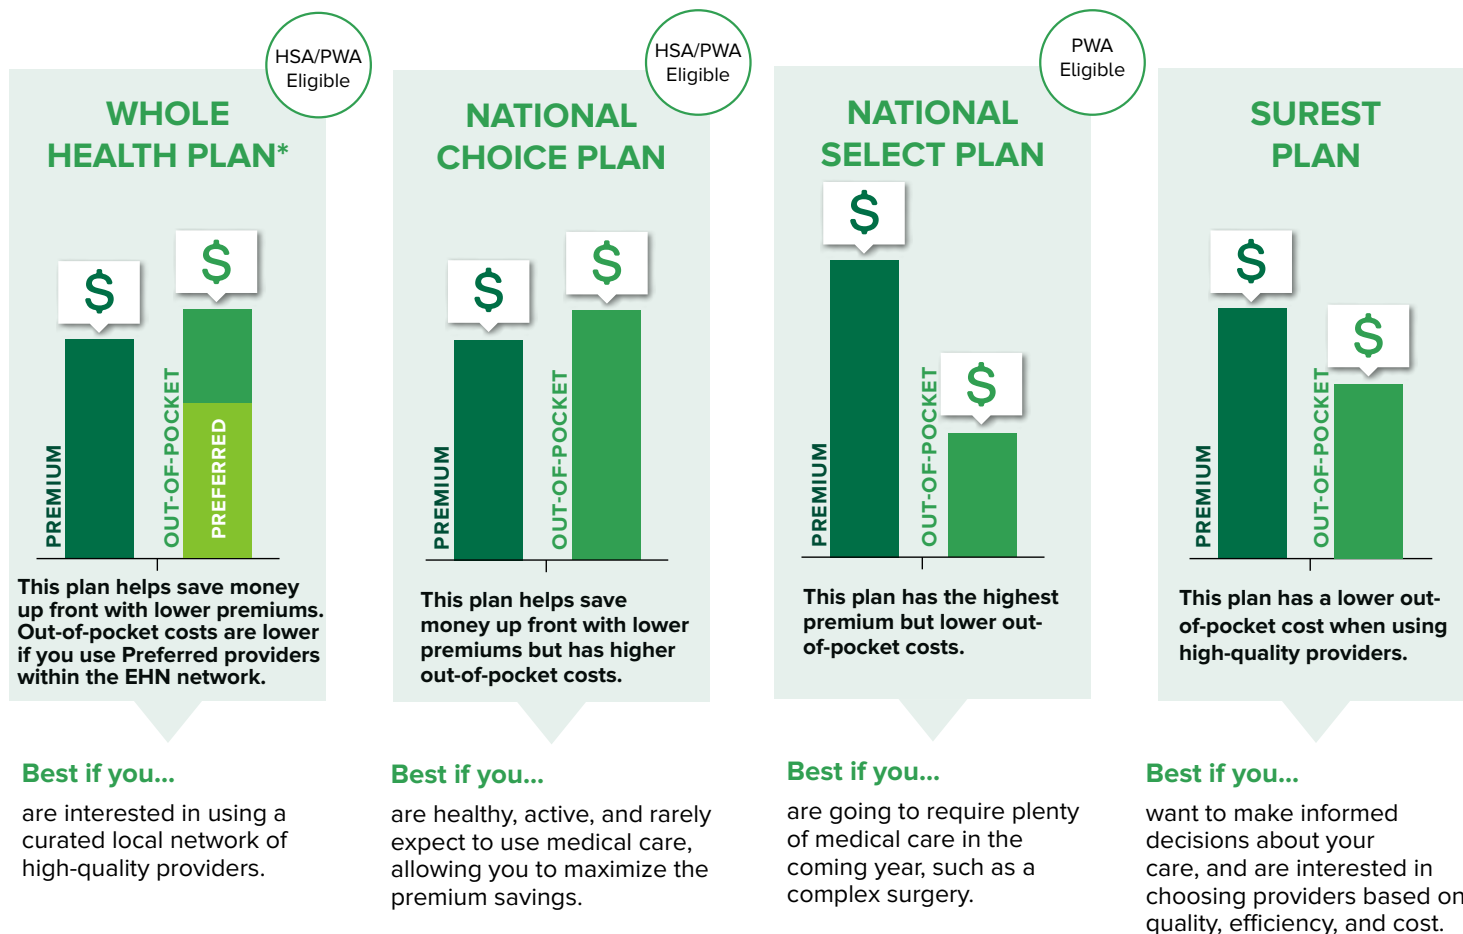 HSA/PWA
Eligible
WHOLE
HEALTH PLAN*
$
$
PREMIUM
OUT-OF-POCKET
PREFERRED
This plan helps save money
up front with lower premiums.
Out-of-pocket costs are lower
if you use Preferred providers
within the EHN network.
Best if you...
are interested in using a
curated local network of
high-quality providers.
HSA/PWA
Eligible
NATIONAL
CHOICE PLAN
$
$
PREMIUM
OUT-OF-POCKET
This plan helps save
money up front with lower
premiums but has higher
out-of-pocket costs.
Best if you...
are healthy, active, and rarely
expect to use medical care,
allowing you to maximize the
premium savings.
PWA
Eligible
NATIONAL
SELECT PLAN
$
$
PREMIUM
OUT-OF-POCKET
This plan has the highest
premium but lower out-
of-pocket costs.
Best if you...
are going to require plenty
of medical care in the
coming year, such as a
complex surgery.
SUREST
PLAN
$
$
PREMIUM
OUT-OF-POCKET
This plan has a lower out-
of-pocket cost when using
high-quality providers.
Best if you...
want to make informed
decisions about your
care, and are interested in
choosing providers based on
quality, efficiency, and cost.